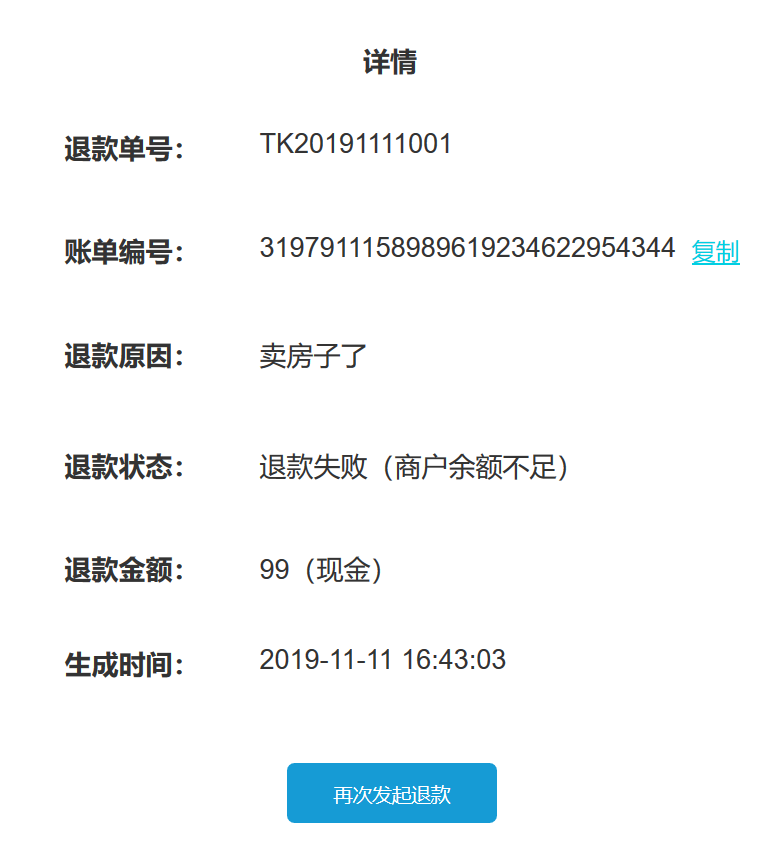 详情
退款单号： TK20191111001
账单编号： 31979111589896192346229​54344 复制
退款原因： 卖房子了
退款状态： 退款失败（商户余额不足）
退款金额： 99（现金）
生成时间： 2019-11-11 16:43:03
再次发起退款